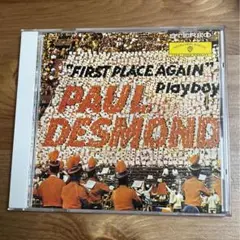 "FIRST PLACE AGAIN"
Playboy
PAUL
DESMOND